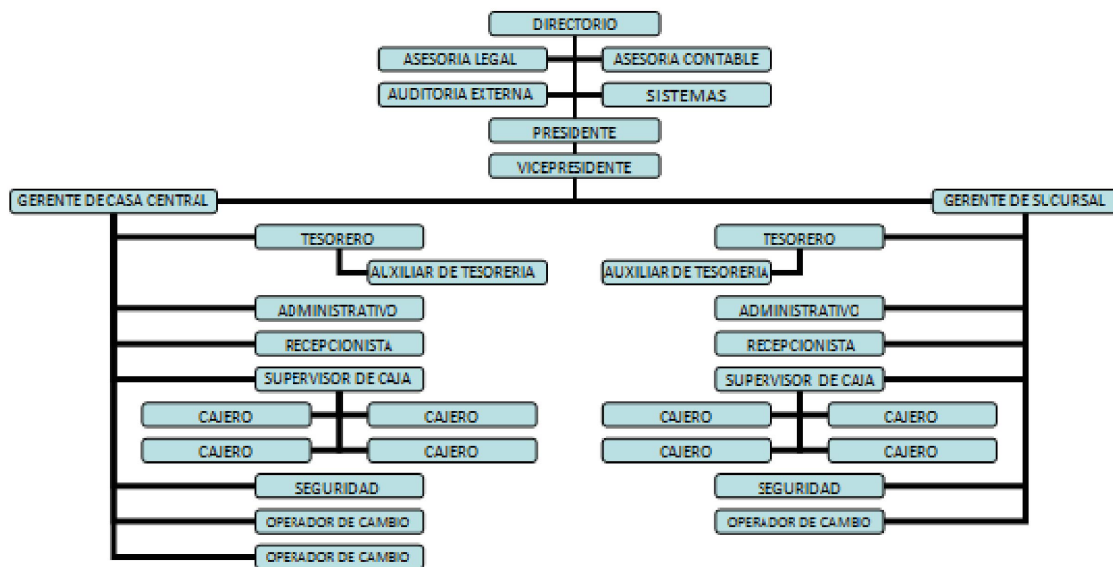 DIRECTORIO
ASESORIA LEGAL
ASESORIA CONTABLE
AUDITORIA EXTERNA
SISTEMAS
PRESIDENTE
VICEPRESIDENTE
GERENTE DE CASA CENTRAL
GERENTE DE SUCURSAL
TESORERO
AUXILIAR DE TESORERIA
ADMINISTRATIVO
RECEPCIONISTA
SUPERVISOR DE CAJA
CAJERO
CAJERO
CAJERO
CAJERO
SEGURIDAD
OPERADOR DE CAMBIO
OPERADOR DE CAMBIO
TESORERO
AUXILIAR DE TESORERIA
ADMINISTRATIVO
RECEPCIONISTA
SUPERVISOR DE CAJA
CAJERO
CAJERO
CAJERO
CAJERO
SEGURIDAD
OPERADOR DE CAMBIO